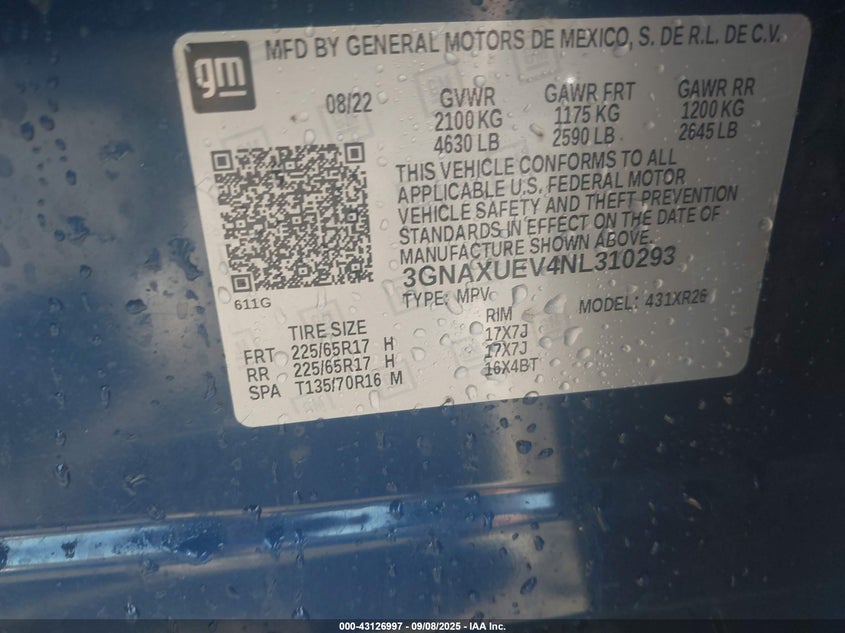 gm
MFD BY GENERAL MOTORS DE MEXICO, S. DE R.L. DE C.V.
08/22
GVWR GAWR FRT GAWR RR
2100 KG 1175 KG 1200 KG
4630 LB 2590 LB 2645 LB
THIS VEHICLE CONFORMS TO ALL
APPLICABLE U.S. FEDERAL MOTOR
VEHICLE SAFETY AND THEFT PREVENTION
STANDARDS IN EFFECT ON THE DATE OF
MANUFACTURE SHOWN ABOVE.
3GNAXUEV4NL310293
611G
TYPE: MPV MODEL: 431XR26
TIRE SIZE RIM
FRT 225/65R17 H 17X7J
RR 225/65R17 H 17X7J
SPA T135/70R16 M 16X4BT
000-43126997 - 09/08/2025 - IAA Inc.